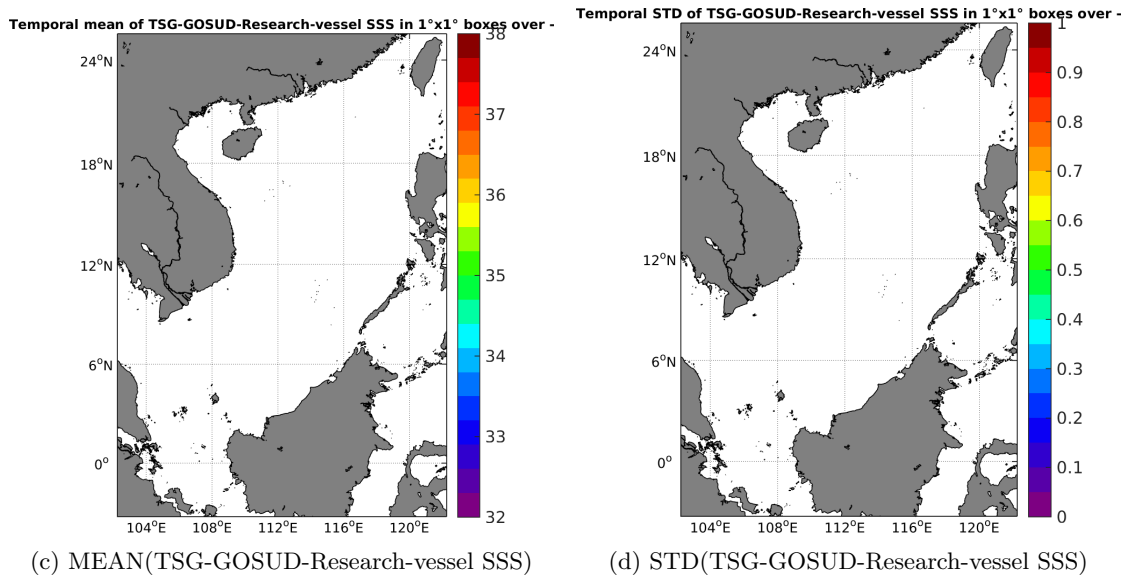 Temporal mean of TSG-GOSUD-Research-vessel SSS in 1°x1° boxes over -
38
37
36
35
34
33
32
24°N
18°N
12°N
6°N
0°
104°E
108°E
112°E
116°E
120°E
(c) MEAN(TSG-GOSUD-Research-vessel SSS)
Temporal STD of TSG-GOSUD-Research-vessel SSS in 1°x1° boxes over -
1
0.9
0.8
0.7
0.6
0.5
0.4
0.3
0.2
0.1
0
24°N
18°N
12°N
6°N
0°
104°E
108°E
112°E
116°E
120°E
(d) STD(TSG-GOSUD-Research-vessel SSS)